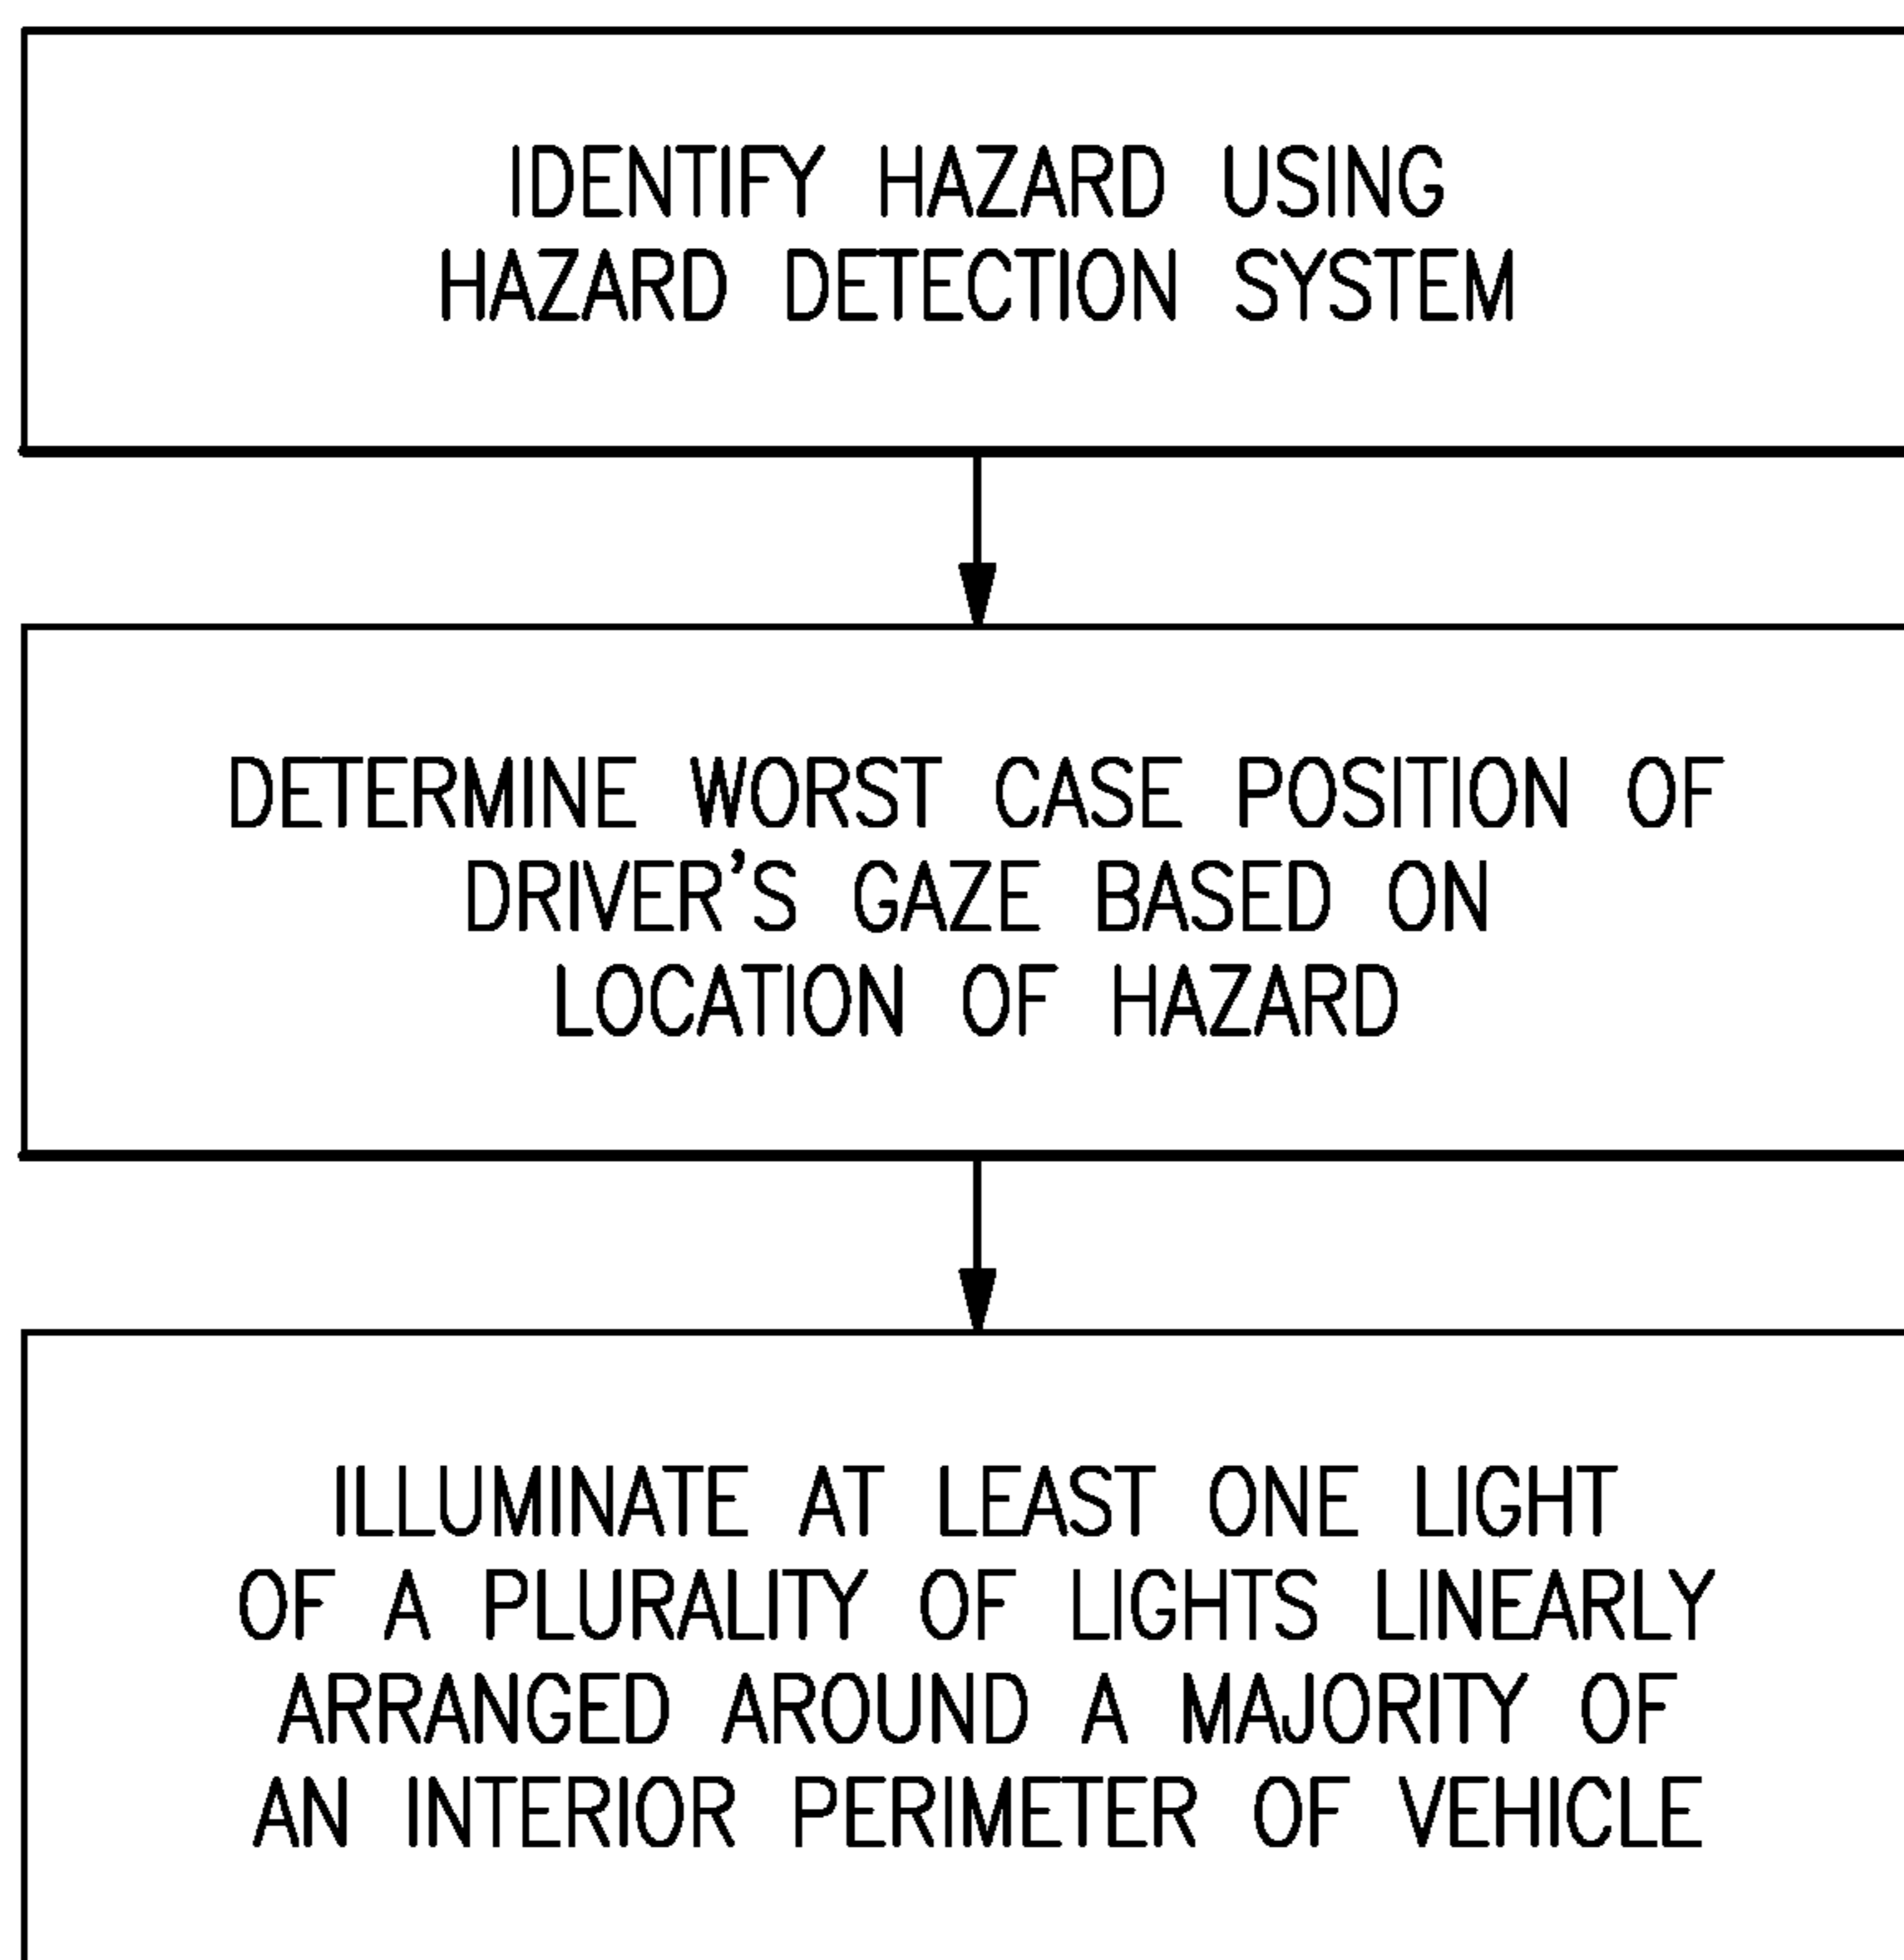 IDENTIFY HAZARD USING
HAZARD DETECTION SYSTEM
DETERMINE WORST CASE POSITION OF
DRIVER'S GAZE BASED ON
LOCATION OF HAZARD
ILLUMINATE AT LEAST ONE LIGHT
OF A PLURALITY OF LIGHTS LINEARLY
ARRANGED AROUND A MAJORITY OF
AN INTERIOR PERIMETER OF VEHICLE